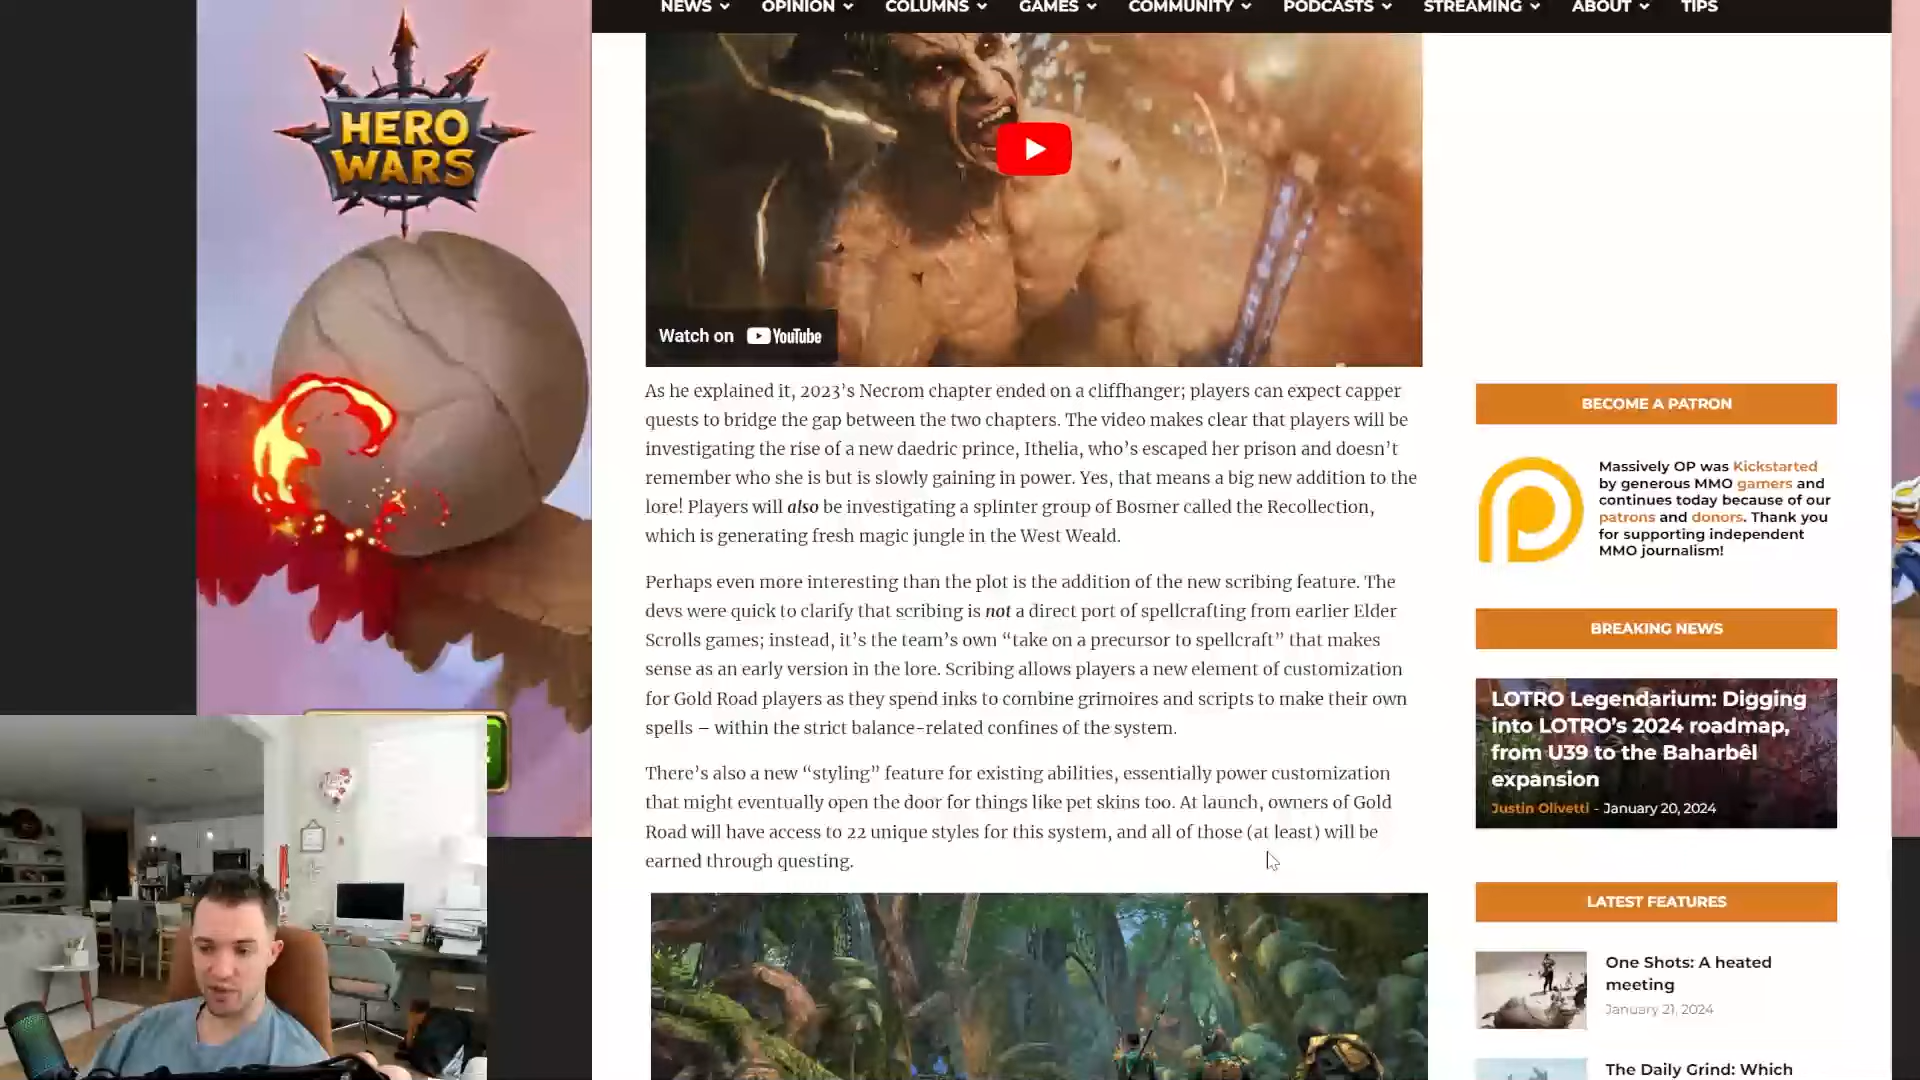 NEWS
OPINION
COLUMNS
GAMES
COMMUNITY
PODCASTS
STREAMING
ABOUT
TIPS
HERO
WARS
Watch on YouTube
As he explained it, 2023’s Necrom chapter ended on a cliffhanger; players can expect capper
quests to bridge the gap between the two chapters. The video makes clear that players will be
investigating the rise of a new daedric prince, Ithelia, who’s escaped her prison and doesn’t
remember who she is but is slowly gaining in power. Yes, that means a big new addition to the
lore! Players will also be investigating a splinter group of Bosmer called the Recollection,
which is generating fresh magic jungle in the West Weald.
Perhaps even more interesting than the plot is the addition of the new scribing feature. The
devs were quick to clarify that scribing is not a direct port of spellcrafting from earlier Elder
Scrolls games; instead, it’s the team’s own “take on a precursor to spellcraft” that makes
sense as an early version in the lore. Scribing allows players a new element of customization
for Gold Road players as they spend inks to combine grimoires and scripts to make their own
spells – within the strict balance-related confines of the system.
There’s also a new “styling” feature for existing abilities, essentially power customization
that might eventually open the door for things like pet skins too. At launch, owners of Gold
Road will have access to 22 unique styles for this system, and all of those (at least) will be
earned through questing.
BECOME A PATRON
Massively OP was Kickstarted
by generous MMO gamers and
continues today because of our
patrons and donors. Thank you
for supporting independent
MMO journalism!
BREAKING NEWS
LOTRO Legendarium: Digging
into LOTRO’s 2024 roadmap,
from U39 to the Baharbêl
expansion
Justin Olivetti - January 20, 2024
LATEST FEATURES
One Shots: A heated
meeting
January 21, 2024
The Daily Grind: Which